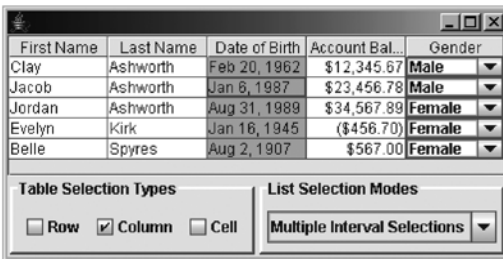 First Name Last Name Date of Birth Account Bal... Gender
Clay Ashworth Feb 20, 1962 $12,345.67 Male
Jacob Ashworth Jan 6, 1987 $23,456.78 Male
Jordan Ashworth Aug 31, 1989 $34,567.89 Female
Evelyn Kirk Jan 16, 1945 ($456.70) Female
Belle Spyres Aug 2, 1907 $567.00 Female
Table Selection Types List Selection Modes
Row Column Cell Multiple Interval Selections